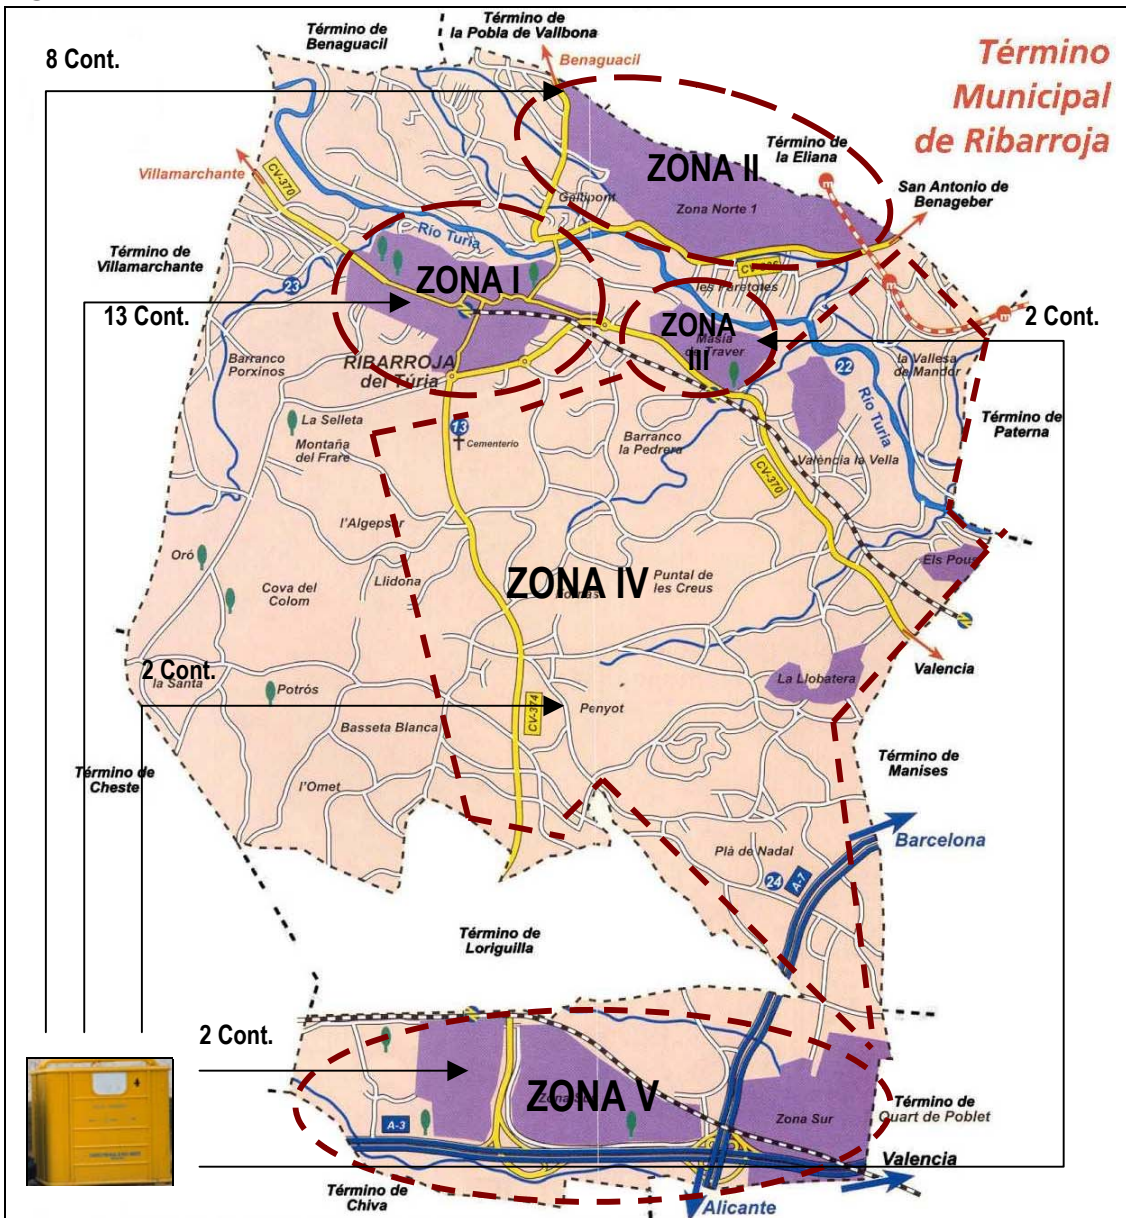 Término
Municipal
de Ribarroja
Término de
Benaguacil
Término de
la Pobla de Vallbona
8 Cont.
Benaguacil
Término de
la Eliana
m
ZONA II
Zona Norte 1
San Antonio de
Benageber
Villamarchante
CV-370
Gallipont
Río Turia
Término de
Villamarchante
ZONA I
les Paretoles
m
23
13 Cont.
ZONA
III
Masía
de Traver
2 Cont.
m
Barranco
Porxinos
RIBARROJA
del Túria
la Vallesa
de Mandor
22
Río Turia
Término de
Paterna
La Selleta
13
Cementerio
Montaña
del Frare
Barranco
la Pedrera
València la Vella
CV-370
l'Algepsar
Oró
Llidona
Cova del
Colom
ZONA IV
Puntal de
les Creus
Els Pous
Valencia
2 Cont.
la Santa
Potrós
La Llobatera
Basseta Blanca
CV-374
Penyot
Término de
Cheste
l'Omet
Término de
Manises
Barcelona
Plà de Nadal
24
A-7
Término de
Loriguilla
2 Cont.
ZONA V
Zona Sur
A-3
Término de
Quart de Poblet
Valencia
Término de
Chiva
Alicante
4